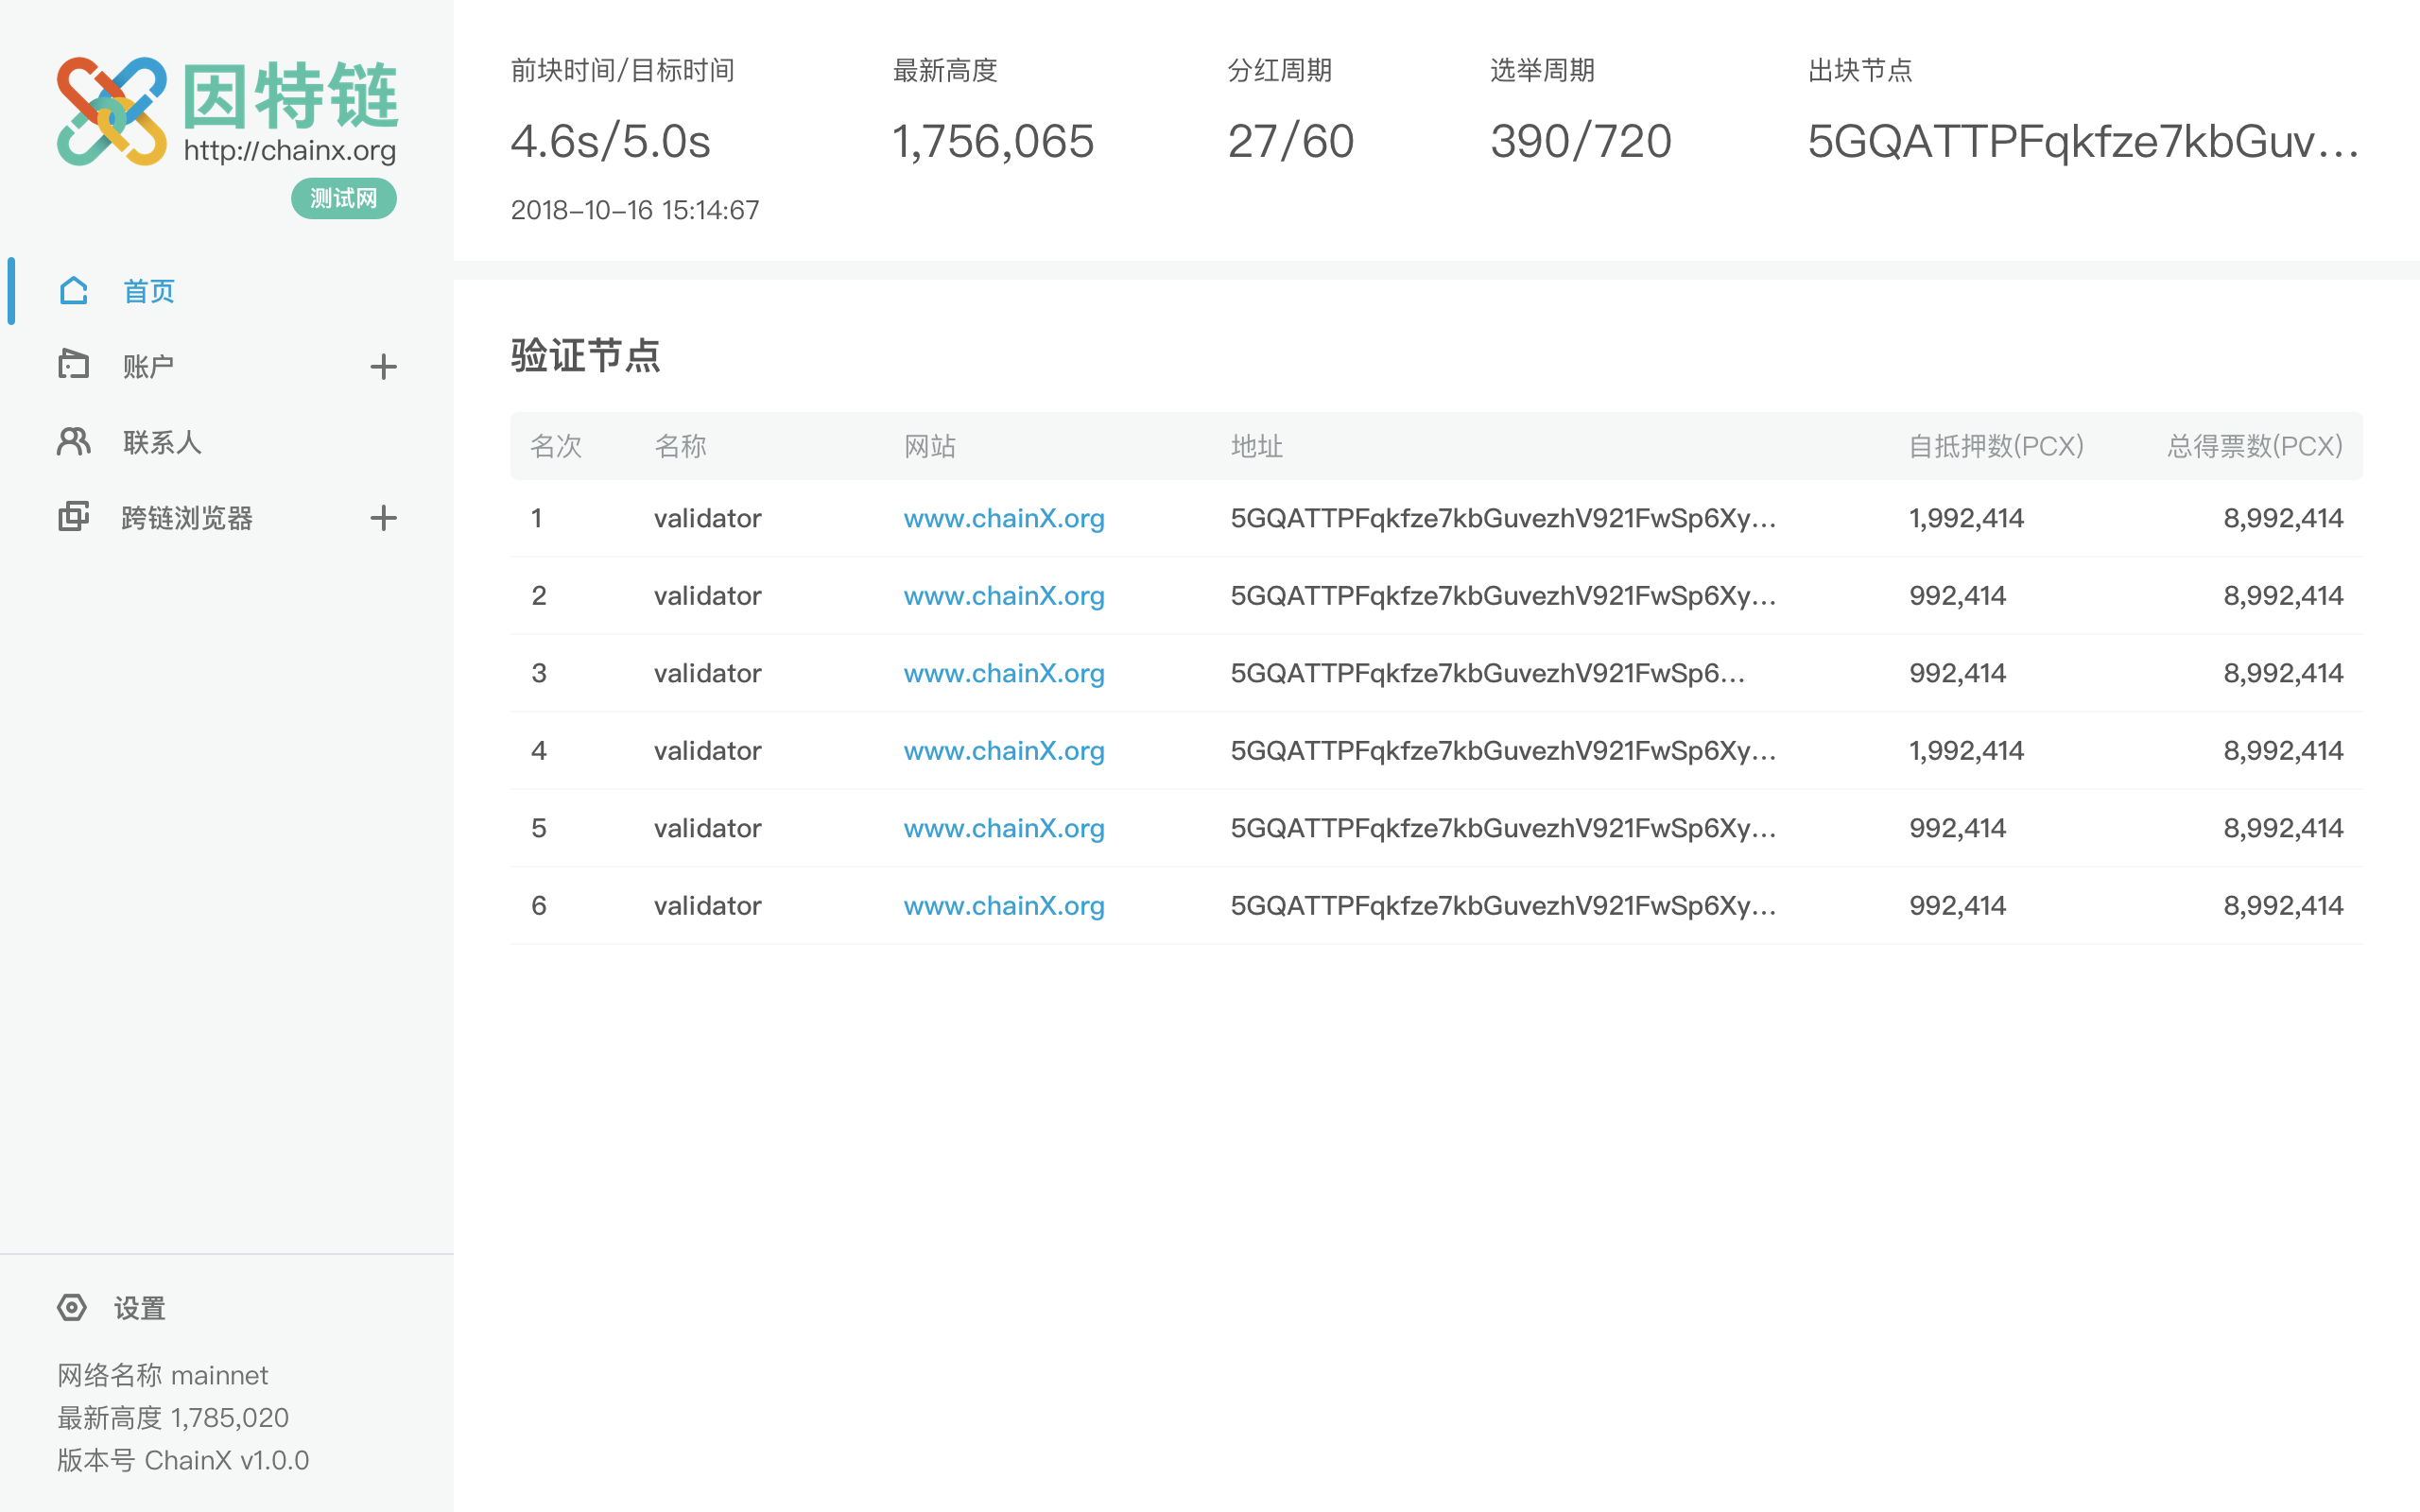 因特链
http://chainx.org
测试网
首页
账户
联系人
跨链浏览器
设置
网络名称 mainnet
最新高度 1,785,020
版本号 ChainX v1.0.0
前块时间/目标时间 最新高度 分红周期 选举周期 出块节点
4.6s/5.0s 1,756,065 27/60 390/720 5GQATTPFqkfze7kbGuv...
2018-10-16 15:14:67
验证节点
名次 名称 网站 地址 自抵押数(PCX) 总得票数(PCX)
1 validator www.chainX.org 5GQATTPFqkfze7kbGuvezhV921FwSp6Xy... 1,992,414 8,992,414
2 validator www.chainX.org 5GQATTPFqkfze7kbGuvezhV921FwSp6Xy... 992,414 8,992,414
3 validator www.chainX.org 5GQATTPFqkfze7kbGuvezhV921FwSp6... 992,414 8,992,414
4 validator www.chainX.org 5GQATTPFqkfze7kbGuvezhV921FwSp6Xy... 1,992,414 8,992,414
5 validator www.chainX.org 5GQATTPFqkfze7kbGuvezhV921FwSp6Xy... 992,414 8,992,414
6 validator www.chainX.org 5GQATTPFqkfze7kbGuvezhV921FwSp6Xy... 992,414 8,992,414